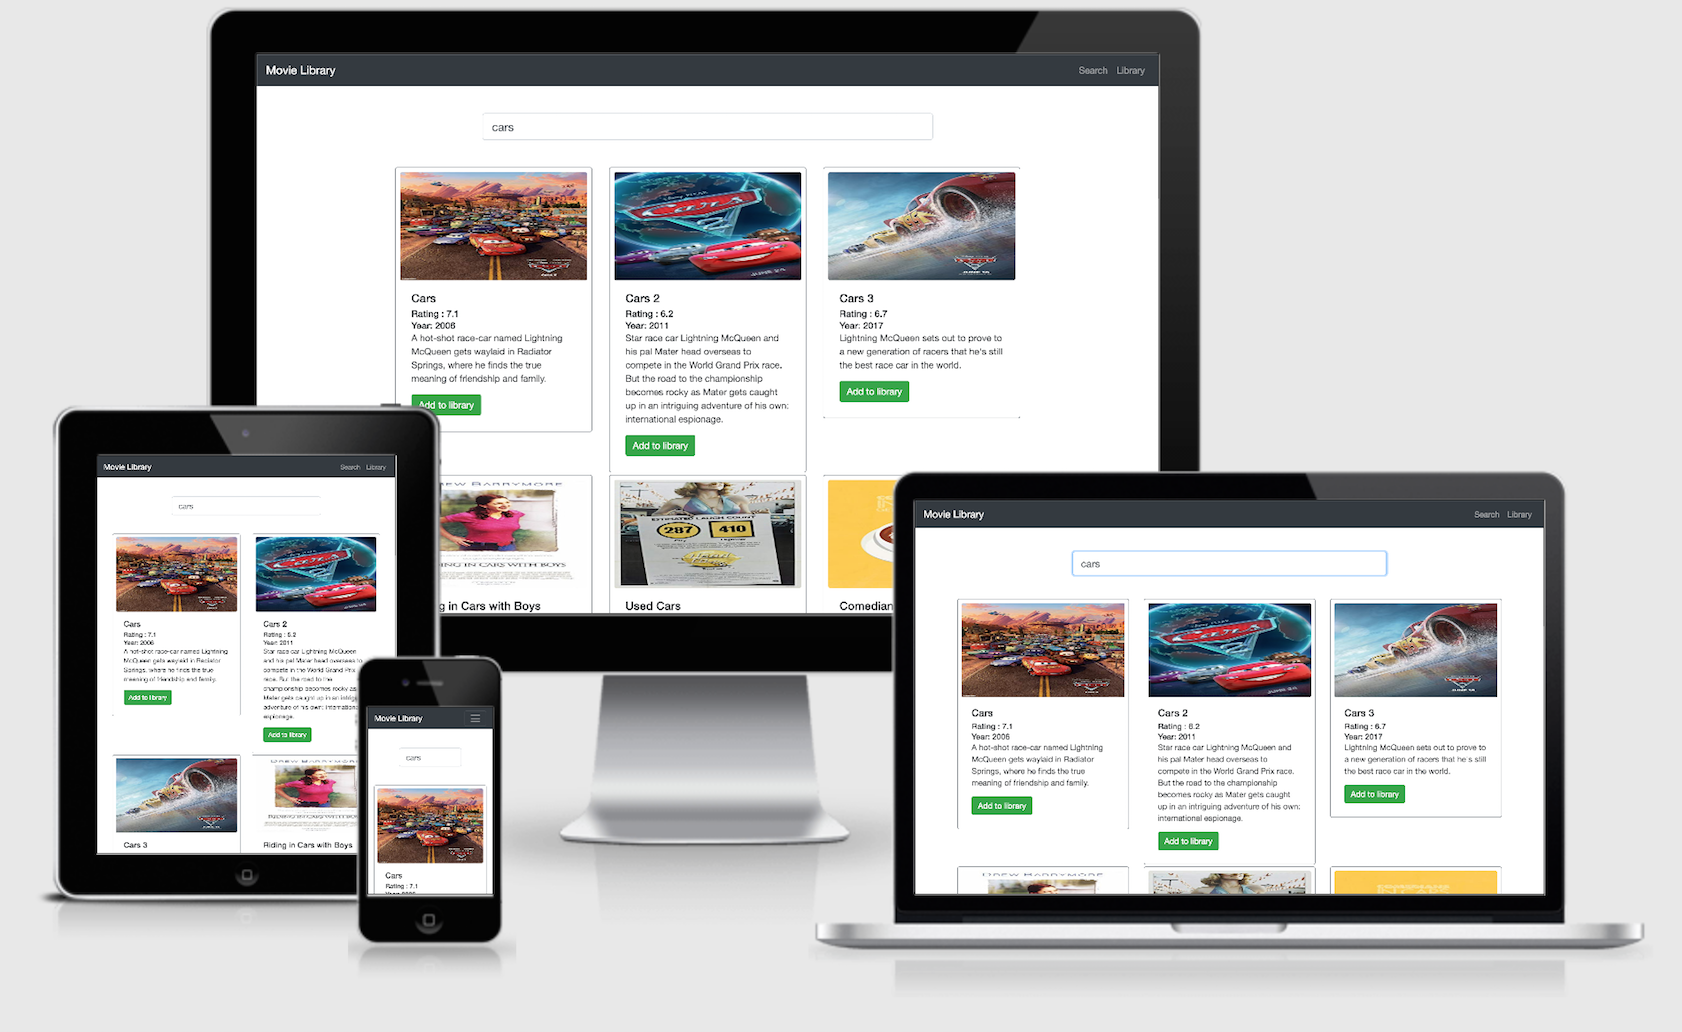 Movie Library
Search Library
cars
Cars
Rating : 7.1
Year: 2006
A hot-shot race-car named Lightning
McQueen gets waylaid in Radiator
Springs, where he finds the true
meaning of friendship and family.
Add to library
Cars 2
Rating : 6.2
Year: 2011
Star race car Lightning McQueen and
his pal Mater head overseas to
compete in the World Grand Prix race.
But the road to the championship
becomes rocky as Mater gets caught
up in an intriguing adventure of his own:
international espionage.
Add to library
Cars 3
Rating : 6.7
Year: 2017
Lightning McQueen sets out to prove to
a new generation of racers that he's still
the best race car in the world.
Add to library
DREW BARRYMORE
RIDING IN CARS WITH BOYS
g in Cars with Boys
ESTIMATED LAUGH COUNT
287 410
Used Cars
Comedian
Cars
JUNE 24
Movie Library
Search Library
cars
Cars
Rating : 7.1
Year: 2006
A hot-shot race-car named Lightning
McQueen gets waylaid in Radiator
Springs, where he finds the true
meaning of friendship and family.
Add to library
Cars 2
Rating : 6.2
Year: 2011
Star race car Lightning McQueen
and his pal Mater head overseas to
compete in the World Grand Prix
race. But the road to the
championship becomes rocky as
Mater gets caught up in an intrigu
adventure of his own: international
espionage.
Add to library
Cars 3
Riding in Cars with Boys
Movie Library
cars
Cars
Rating : 7.1
Movie Library
Search Library
cars
Cars
Rating : 7.1
Year: 2006
A hot-shot race-car named Lightning
McQueen gets waylaid in Radiator
Springs, where he finds the true
meaning of friendship and family.
Add to library
Cars 2
Rating : 6.2
Year: 2011
Star race car Lightning McQueen and
his pal Mater head overseas to
compete in the World Grand Prix race.
But the road to the championship
becomes rocky as Mater gets caught
up in an intriguing adventure of his own:
international espionage.
Add to library
Cars 3
Rating : 6.7
Year: 2017
Lightning McQueen sets out to prove to
a new generation of racers that he's still
the best race car in the world.
Add to library
DREW BARRYMORE